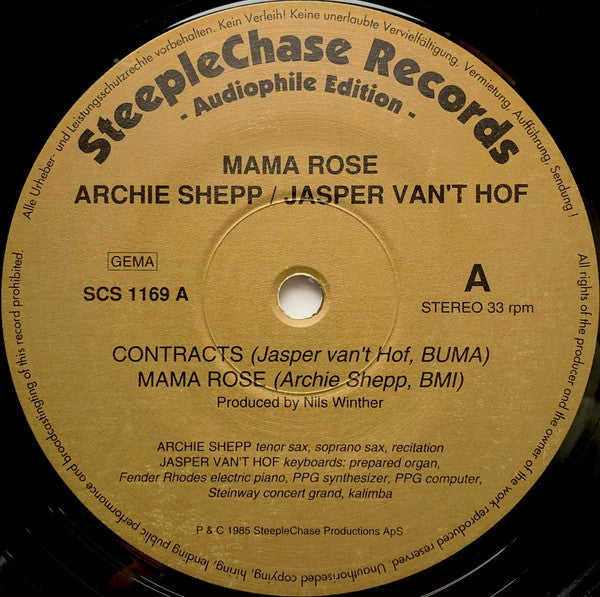 Alle Urheber- und Leistungsschutzrechte vorbehalten. Kein Verleih! Keine unerlaubte Vervielfältigung, Vermietung, Aufführung, Sendung !
SteepleChase Records
- Audiophile Edition -
MAMA ROSE
ARCHIE SHEPP / JASPER VAN'T HOF
GEMA
SCS 1169 A
A
STEREO 33 rpm
CONTRACTS (Jasper van't Hof, BUMA)
MAMA ROSE (Archie Shepp, BMI)
Produced by Nils Winther
ARCHIE SHEPP tenor sax, soprano sax, recitation
JASPER VAN'T HOF keyboards: prepared organ,
Fender Rhodes electric piano, PPG synthesizer, PPG computer,
Steinway concert grand, kalimba
P & C 1985 SteepleChase Productions ApS
All rights of the producer and the owner of the work reproduced reserved. Unauthoriseded copying, hiring, lending public performance and broadcastinging of this record prohibited.